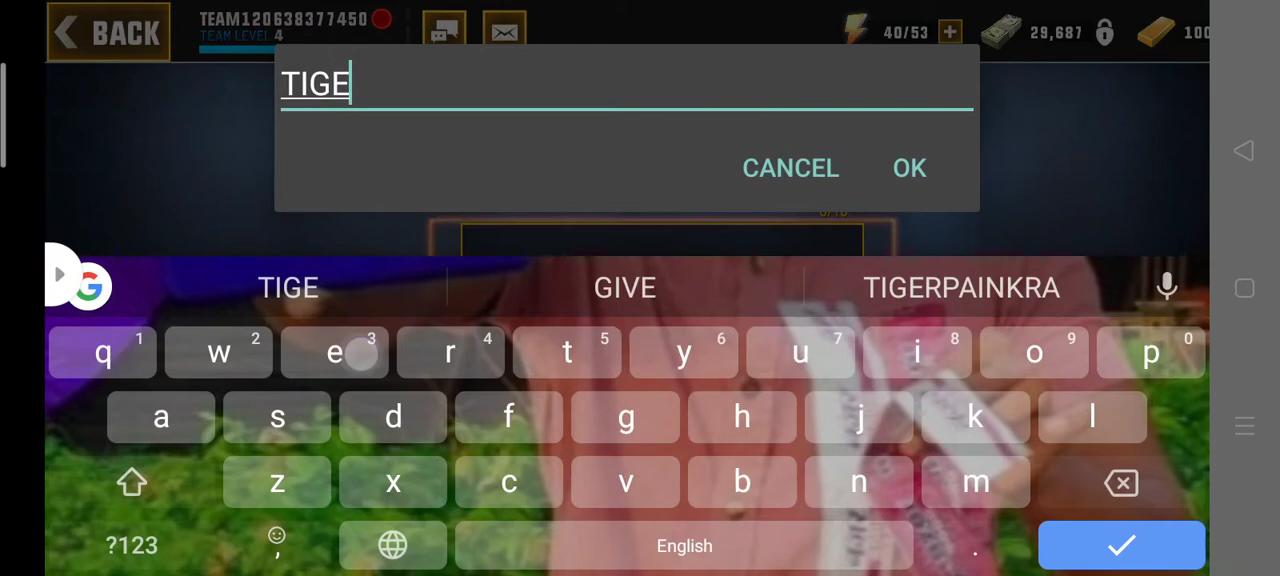 BACK
TEAM120638377450
TEAM LEVEL 4
40/53
29,687
100
TIGE
CANCEL
OK
TIGE
GIVE
TIGERPAINKRA
q 1 w 2 e 3 r 4 t 5 y 6 u 7 i 8 o 9 p 0
a s d f g h j k l
z x c v b n m
?123 , English .